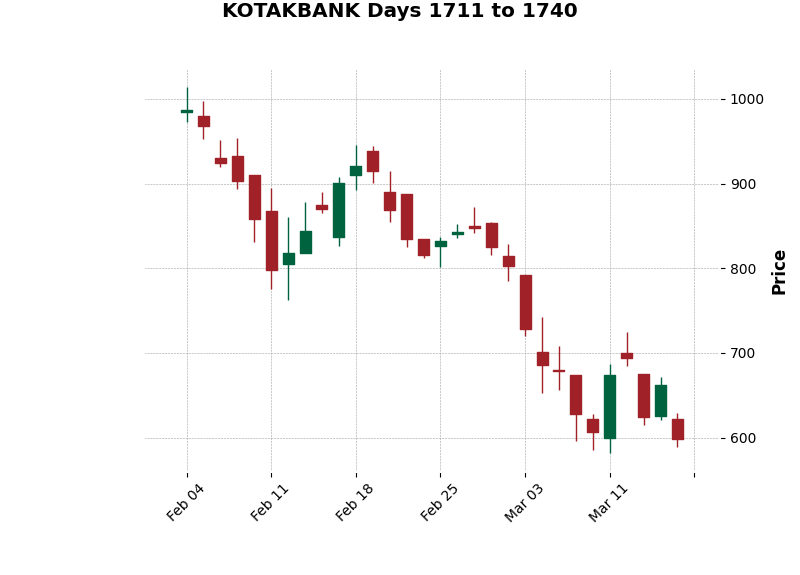 KOTAKBANK Days 1711 to 1740
1000
900
800
700
600
Price
Feb 04
Feb 11
Feb 18
Feb 25
Mar 03
Mar 11